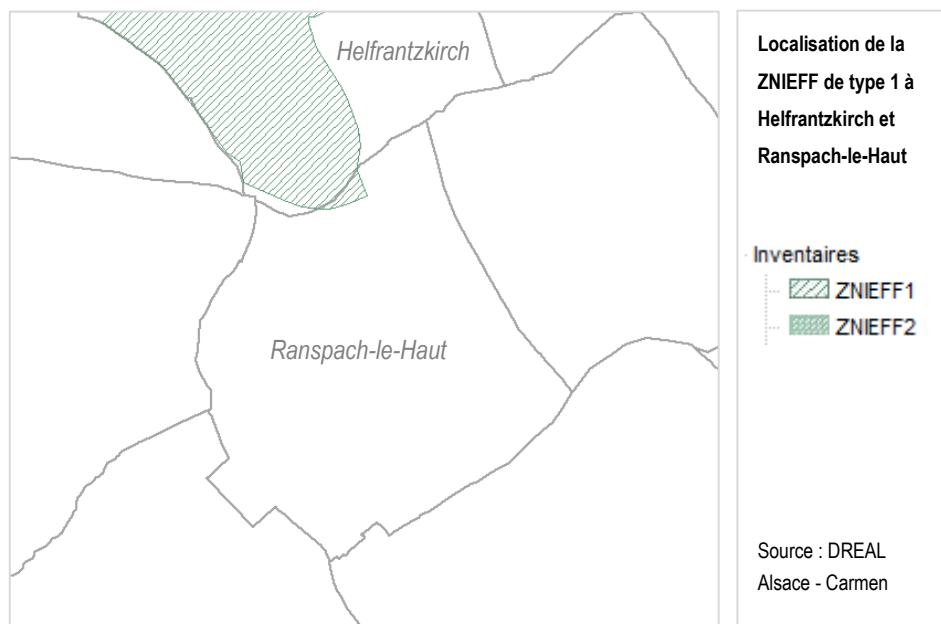 Helfrantzkirch
Ranspach-le-Haut
Localisation de la
ZNIEFF de type 1 à
Helfrantzkirch et
Ranspach-le-Haut
Inventaires
ZNIEFF1
ZNIEFF2
Source : DREAL
Alsace - Carmen